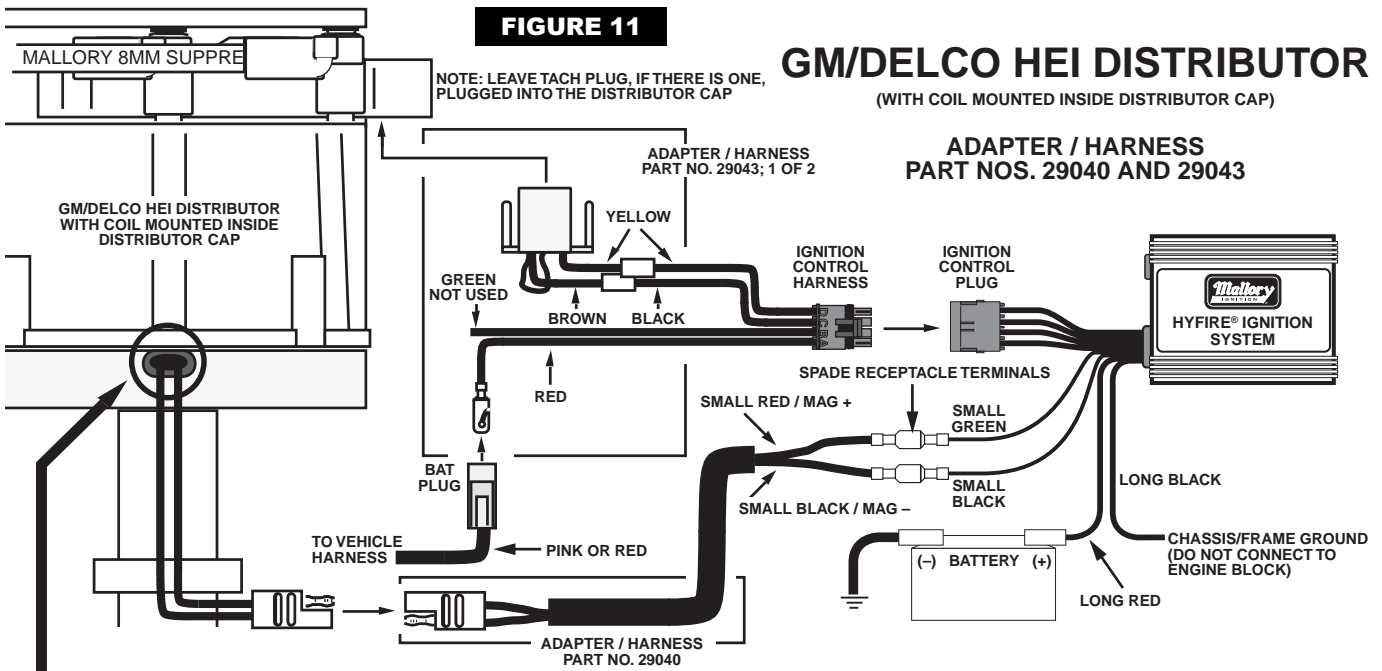 FIGURE 11
MALLORY 8MM SUPPRE
NOTE: LEAVE TACH PLUG, IF THERE IS ONE,
PLUGGED INTO THE DISTRIBUTOR CAP
GM/DELCO HEI DISTRIBUTOR
(WITH COIL MOUNTED INSIDE DISTRIBUTOR CAP)
ADAPTER / HARNESS
PART NOS. 29040 AND 29043
ADAPTER / HARNESS
PART NO. 29043; 1 OF 2
GM/DELCO HEI DISTRIBUTOR
WITH COIL MOUNTED INSIDE
DISTRIBUTOR CAP
YELLOW
GREEN
NOT USED
BROWN
BLACK
IGNITION
CONTROL
HARNESS
IGNITION
CONTROL
PLUG
D C B A
Mallory
IGNITION
HYFIRE® IGNITION
SYSTEM
RED
SPADE RECEPTACLE TERMINALS
SMALL RED / MAG +
SMALL
GREEN
BAT
PLUG
SMALL
BLACK
LONG BLACK
SMALL BLACK / MAG –
TO VEHICLE
HARNESS
PINK OR RED
(–) BATTERY (+)
CHASSIS/FRAME GROUND
(DO NOT CONNECT TO
ENGINE BLOCK)
LONG RED
ADAPTER / HARNESS
PART NO. 29040